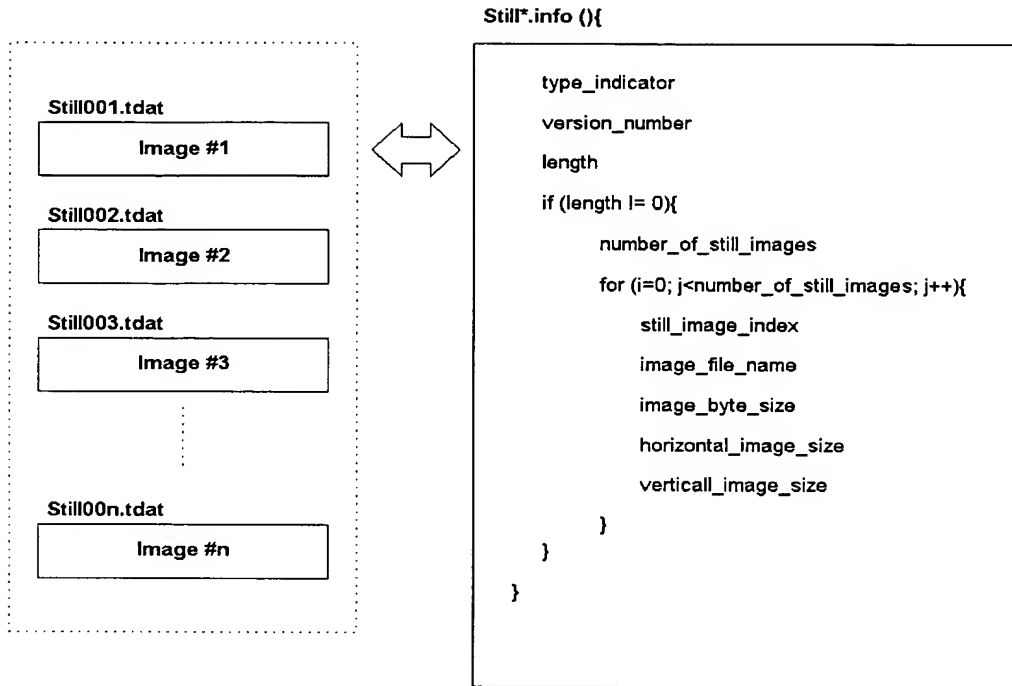 Still*.info (){
Still001.tdat
Image #1
Still002.tdat
Image #2
Still003.tdat
Image #3
Still00n.tdat
Image #n
type_indicator
version_number
length
if (length != 0){
number_of_still_images
for (i=0; j<number_of_still_images; j++){
still_image_index
image_file_name
image_byte_size
horizontal_image_size
verticall_image_size
}
}
}